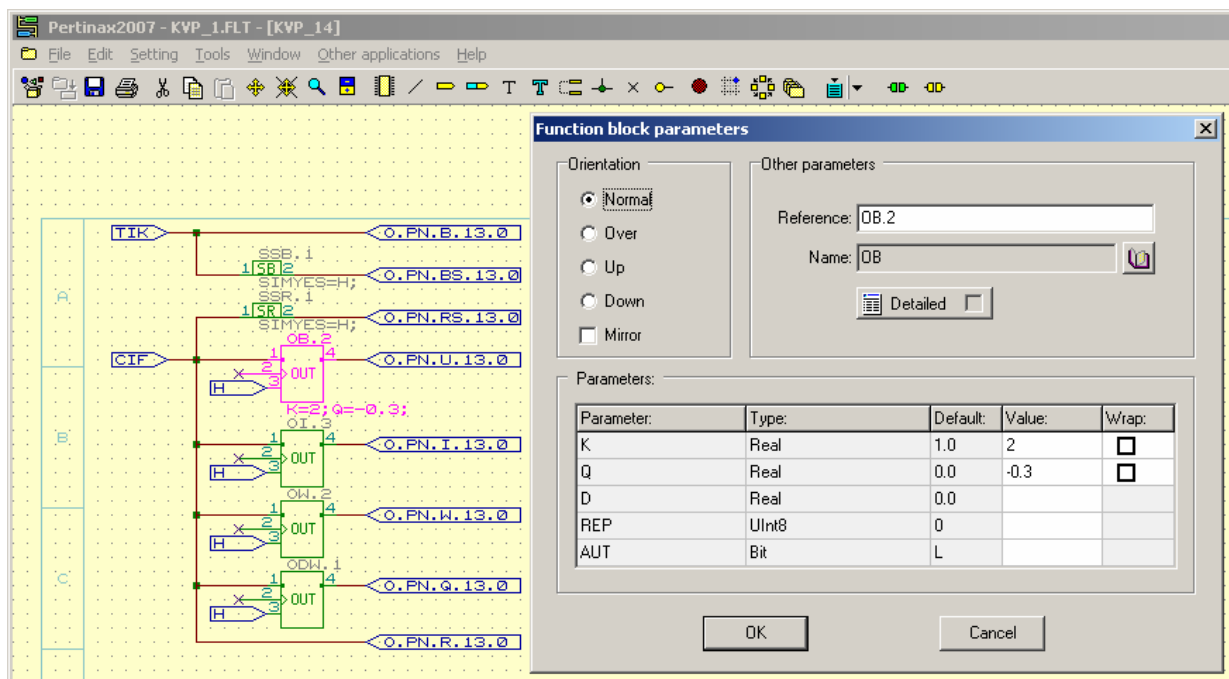 Pertinax2007 - KVP_1.FLT - [KVP_14]
File Edit Setting Tools Window Other applications Help
T T
TIK
O.PN.B.13.0
SSB.1
1 SB 2
O.PN.BS.13.0
SIMYES=H;
A
SSR.1
1 SR 2
O.PN.RS.13.0
SIMYES=H;
OB.2
CIF
1 4
O.PN.U.13.0
2 OUT
H 3
K=2;Q=-0.3;
B
OI.3
1 4
O.PN.I.13.0
2 OUT
H 3
OW.2
1 4
O.PN.W.13.0
2 OUT
H 3
C
ODW.1
1 4
O.PN.Q.13.0
2 OUT
H 3
O.PN.R.13.0
Function block parameters
Orientation
Normal
Over
Up
Down
Mirror
Other parameters
Reference: OB.2
Name: OB
Detailed
Parameters:
Parameter: Type: Default: Value: Wrap:
K Real 1.0 2
Q Real 0.0 -0.3
D Real 0.0
REP UInt8 0
AUT Bit L
OK Cancel